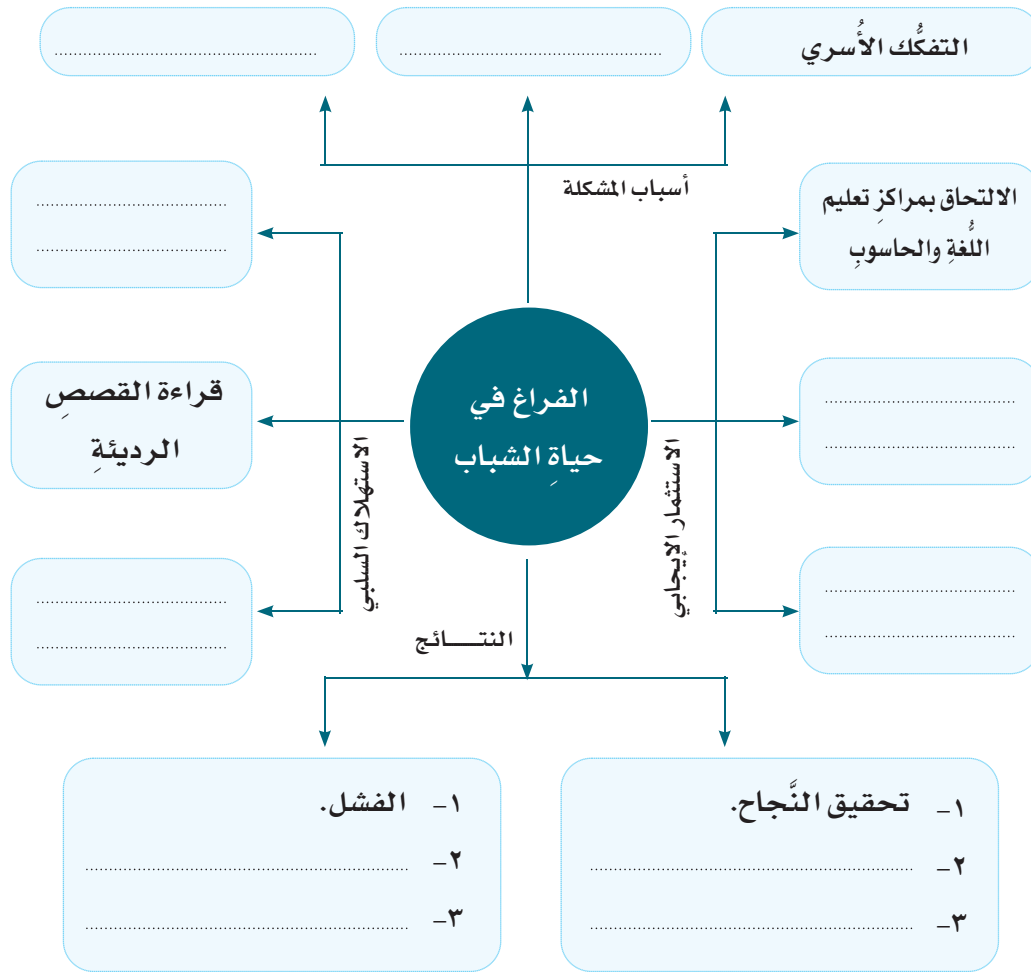 التفكُّك الأُسري
أسباب المشكلة
الالتحاق بمراكزِ تعليم
اللُّغةِ والحاسوبِ
الفراغ في
حياةِ الشباب
قراءة القصصِ
الرديئةِ
الاستثمار الإيجابي
الاستهلاك السلبي
النتـــائج
١- تحقيق النَّجاح.
٢-
٣-
١- الفشل.
٢-
٣-